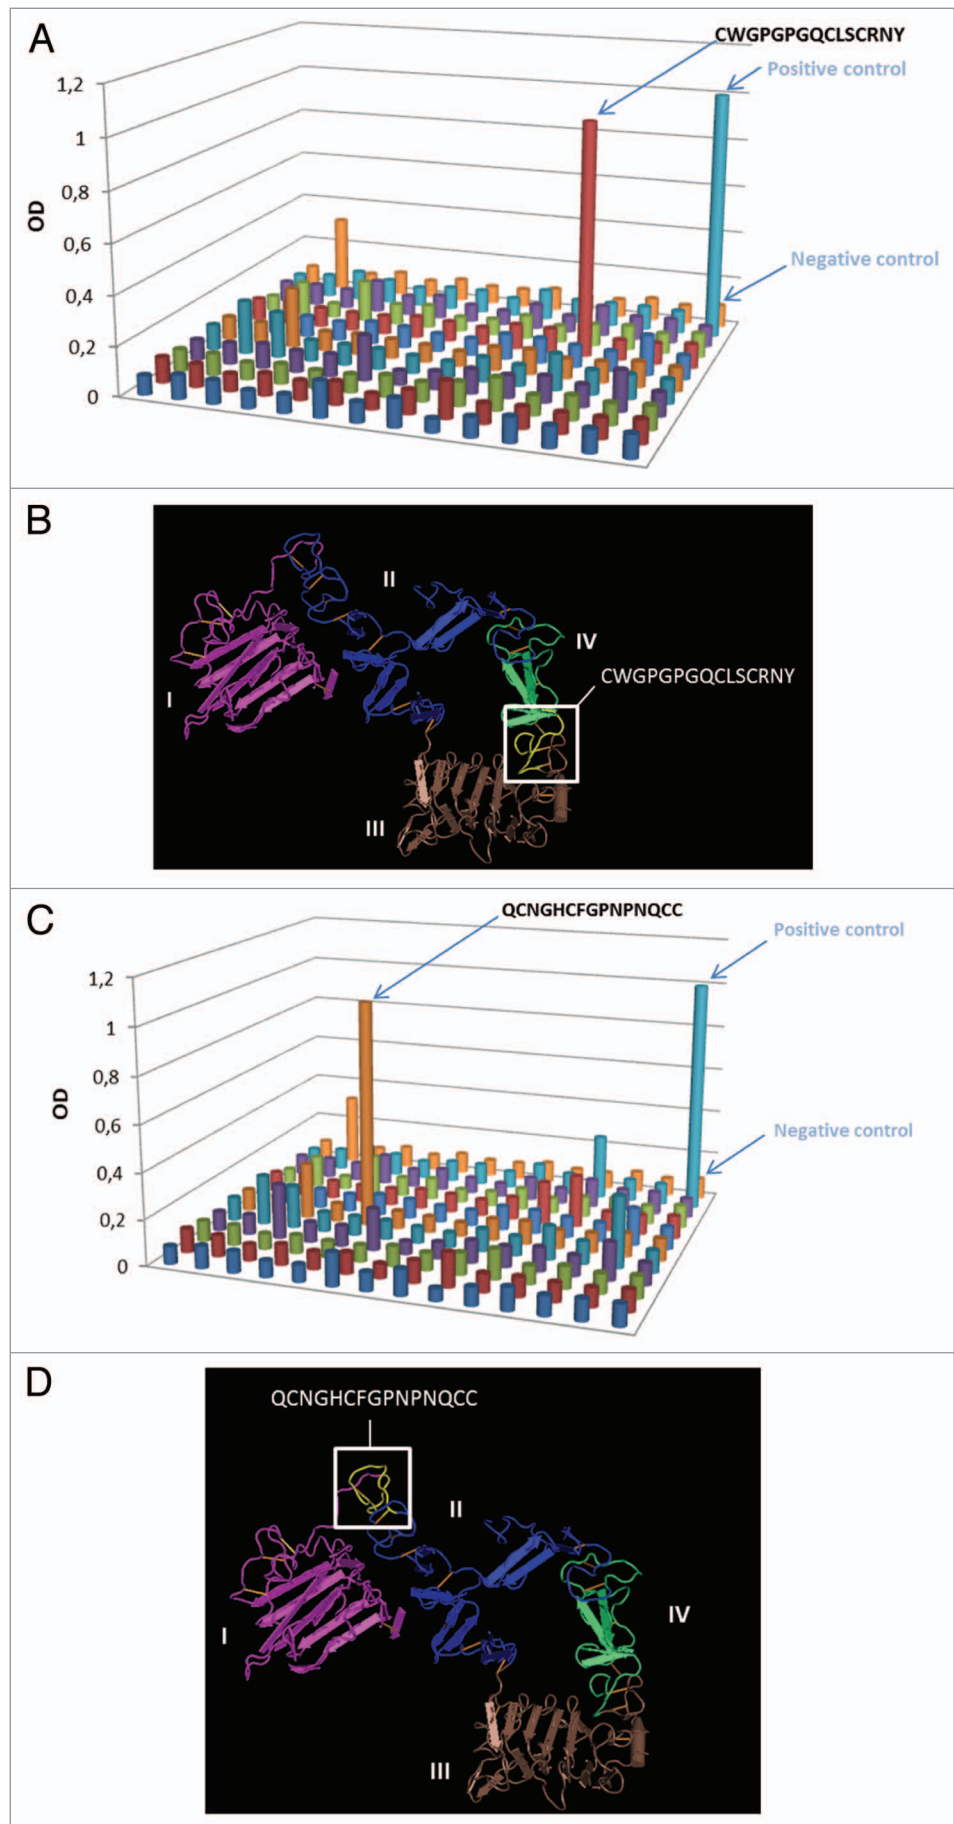 A
CWGPGPGQCLSCRNY
Positive control
1,2
1
0,8
OD
0,6
Negative control
0,4
0,2
0
B
II
IV
CWGPGPGQCLSCRNY
I
III
C
QCNGHCFGPNPNQCC
Positive control
1,2
1
0,8
OD
0,6
Negative control
0,4
0,2
0
D
QCNGHCFGPNPNQCC
II
IV
I
III